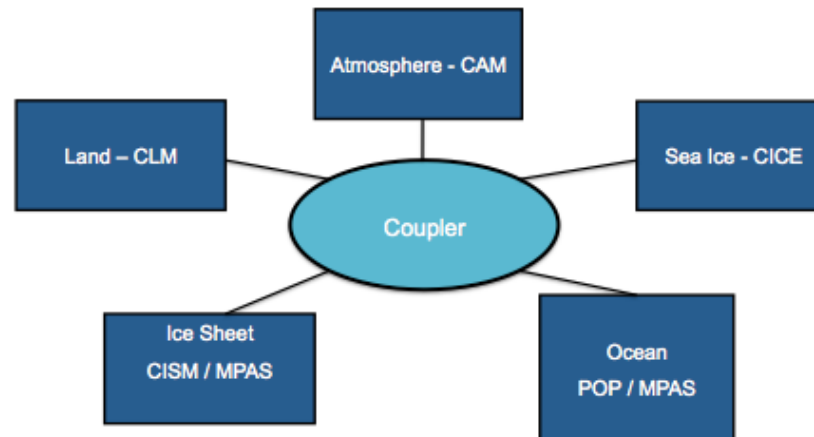 Atmosphere - CAM
Land – CLM
Sea Ice - CICE
Coupler
Ice Sheet
CISM / MPAS
Ocean
POP / MPAS